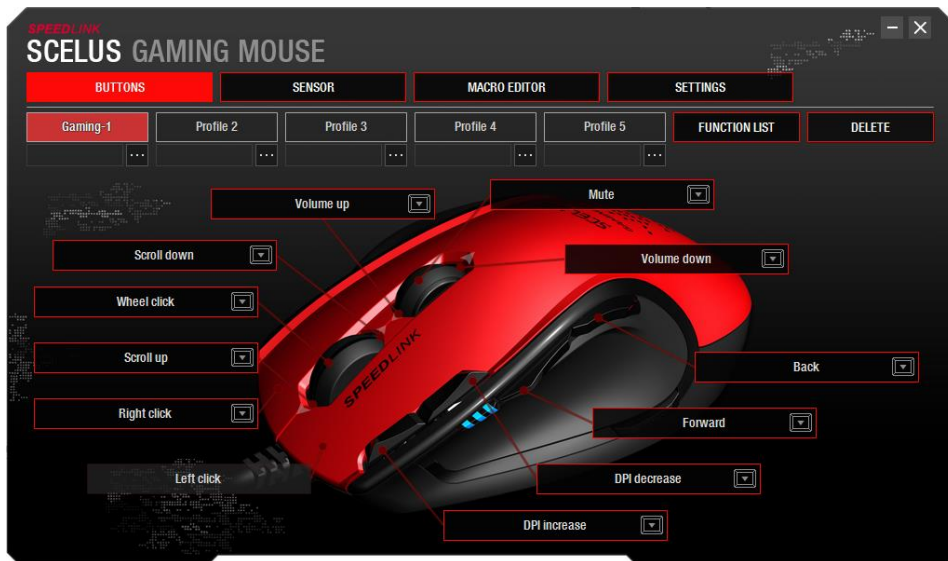 SPEEDLINK
SCELUS GAMING MOUSE
BUTTONS SENSOR MACRO EDITOR SETTINGS
Gaming-1 Profile 2 Profile 3 Profile 4 Profile 5 FUNCTION LIST DELETE
... ... ... ... ...
Mute
Volume up
Scroll down
Volume down
Wheel click
Scroll up
Back
Right click
Forward
Left click
DPI decrease
DPI increase
SPEEDLINK